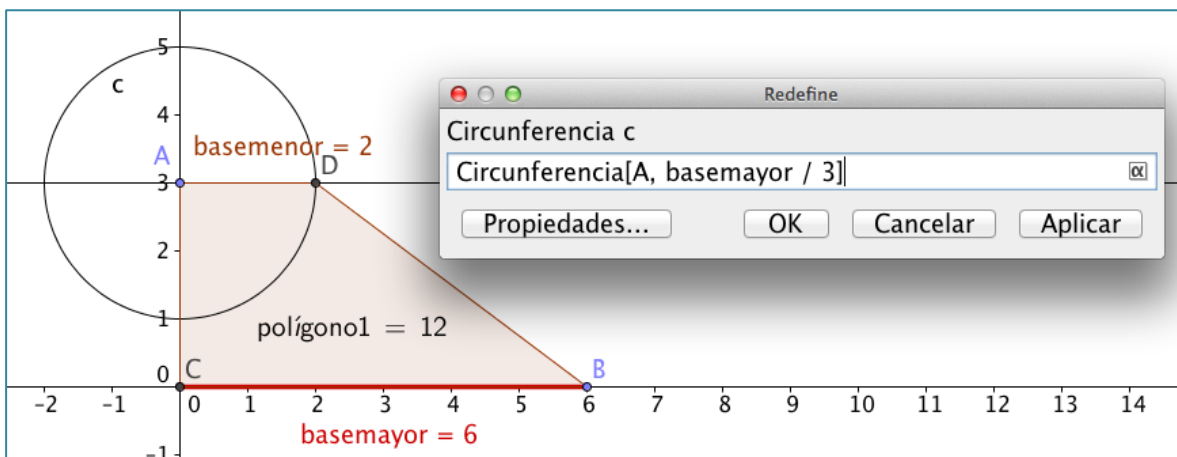 5
c
4
A
basemenor = 2
D
3
2
1
polígono1 = 12
0
C
B
-2 -1 0 1 2 3 4 5 6 7 8 9 10 11 12 13 14
basemayor = 6
-1
Redefine
Circunferencia c
Circunferencia[A, basemayor / 3]
α
Propiedades... OK Cancelar Aplicar